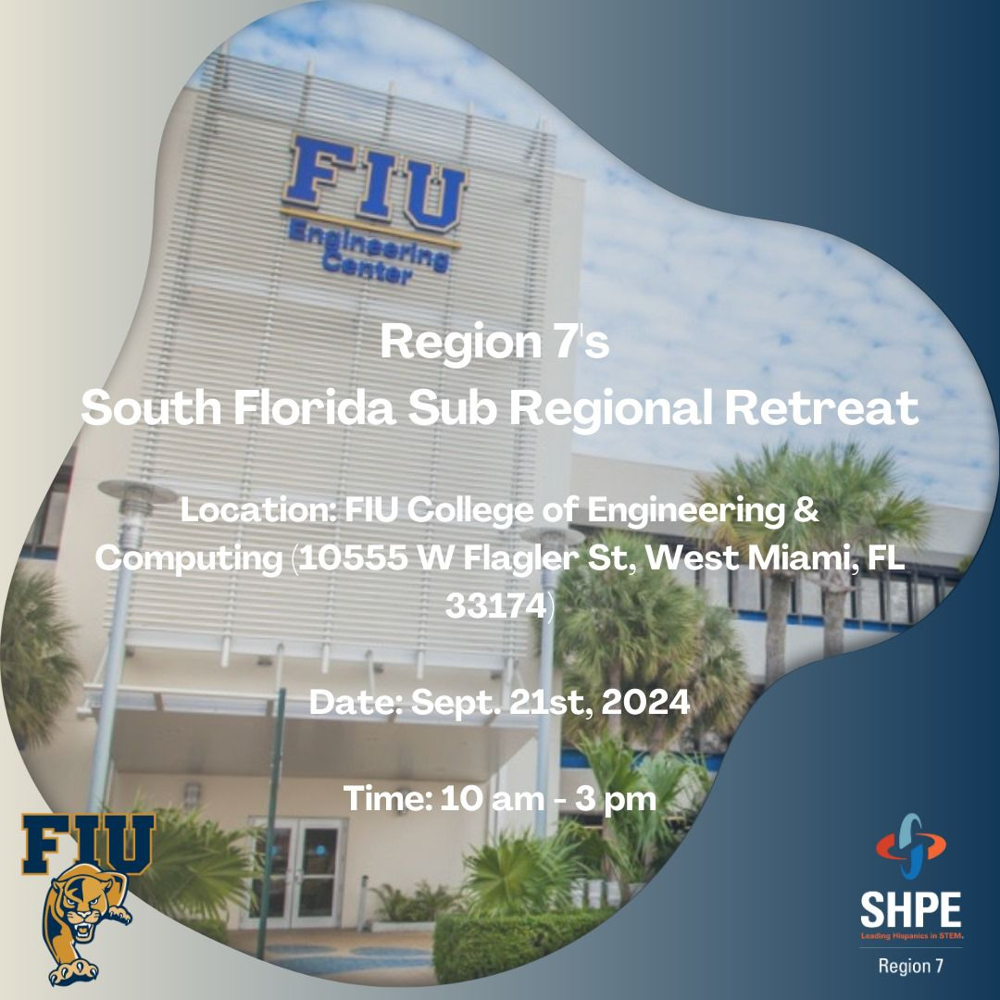 FIU
Engineering
Center
Region 7's
South Florida Sub Regional Retreat
Location: FIU College of Engineering &
Computing (10555 W Flagler St, West Miami, FL
33174)
Date: Sept. 21st, 2024
Time: 10 am - 3 pm
FIU
SHPE
Leading Hispanics in STEM.
Region 7